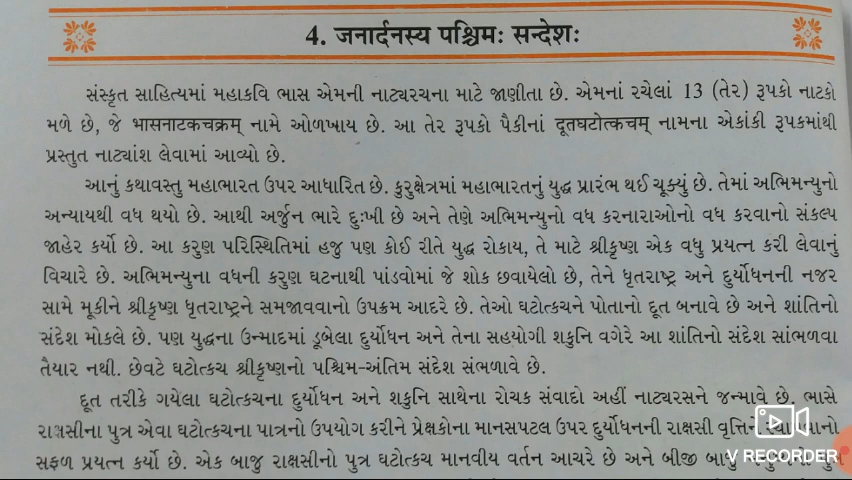 4. जनार्दनस्य पश्चिमः सन्देशः
સંસ્કૃત સાહિત્યમાં મહાકવિ ભાસ એમની નાટ્યરચના માટે જાણીતા છે. એમનાં રચેલાં 13 (તેર) રૂપકો નાટકો
મળે છે, જે भासनाटकचक्रम् નામે ઓળખાય છે. આ તેર રૂપકો પૈકીનાં दूतघटोत्कचम् નામના એકાંકી રૂપકમાંથી
પ્રસ્તુત નાટ્યાંશ લેવામાં આવ્યો છે.
આનું કથાવસ્તુ મહાભારત ઉપર આધારિત છે. કુરુક્ષેત્રમાં મહાભારતનું યુદ્ધ પ્રારંભ થઈ ચૂક્યું છે. તેમાં અભિમન્યુનો
અન્યાયથી વધ થયો છે. આથી અર્જુન ભારે દુઃખી છે અને તેણે અભિમન્યુનો વધ કરનારાઓનો વધ કરવાનો સંકલ્પ
જાહેર કર્યો છે. આ કરુણ પરિસ્થિતિમાં હજુ પણ કોઈ રીતે યુદ્ધ રોકાય, તે માટે શ્રીકૃષ્ણ એક વધુ પ્રયત્ન કરી લેવાનું
વિચારે છે. અભિમન્યુના વધની કરુણ ઘટનાથી પાંડવોમાં જે શોક છવાયેલો છે, તેને ધૃતરાષ્ટ્ર અને દુર્યોધનની નજર
સામે મૂકીને શ્રીકૃષ્ણ ધૃતરાષ્ટ્રને સમજાવવાનો ઉપક્રમ આદરે છે. તેઓ ઘટોત્કચને પોતાનો દૂત બનાવે છે અને શાંતિનો
સંદેશ મોકલે છે. પણ યુદ્ધના ઉન્માદમાં ડૂબેલા દુર્યોધન અને તેના સહયોગી શકુનિ વગેરે આ શાંતિનો સંદેશ સાંભળવા
તૈયાર નથી. છેવટે ઘટોત્કચ શ્રીકૃષ્ણનો પશ્ચિમ-અંતિમ સંદેશ સંભળાવે છે.
દૂત તરીકે ગયેલા ઘટોત્કચના દુર્યોધન અને શકુનિ સાથેના રોચક સંવાદો અહીં નાટ્યરસને જન્માવે છે. ભાસે
રાક્ષસીના પુત્ર એવા ઘટોત્કચના પાત્રનો ઉપયોગ કરીને પ્રેક્ષકોના માનસપટલ ઉપર દુર્યોધનની રાક્ષસી વૃત્તિને
સફળ પ્રયત્ન કર્યો છે. એક બાજુ રાક્ષસીનો પુત્ર ઘટોત્કચ માનવીય વર્તન આચરે છે અને બીજી બાજુ
V RECORDER